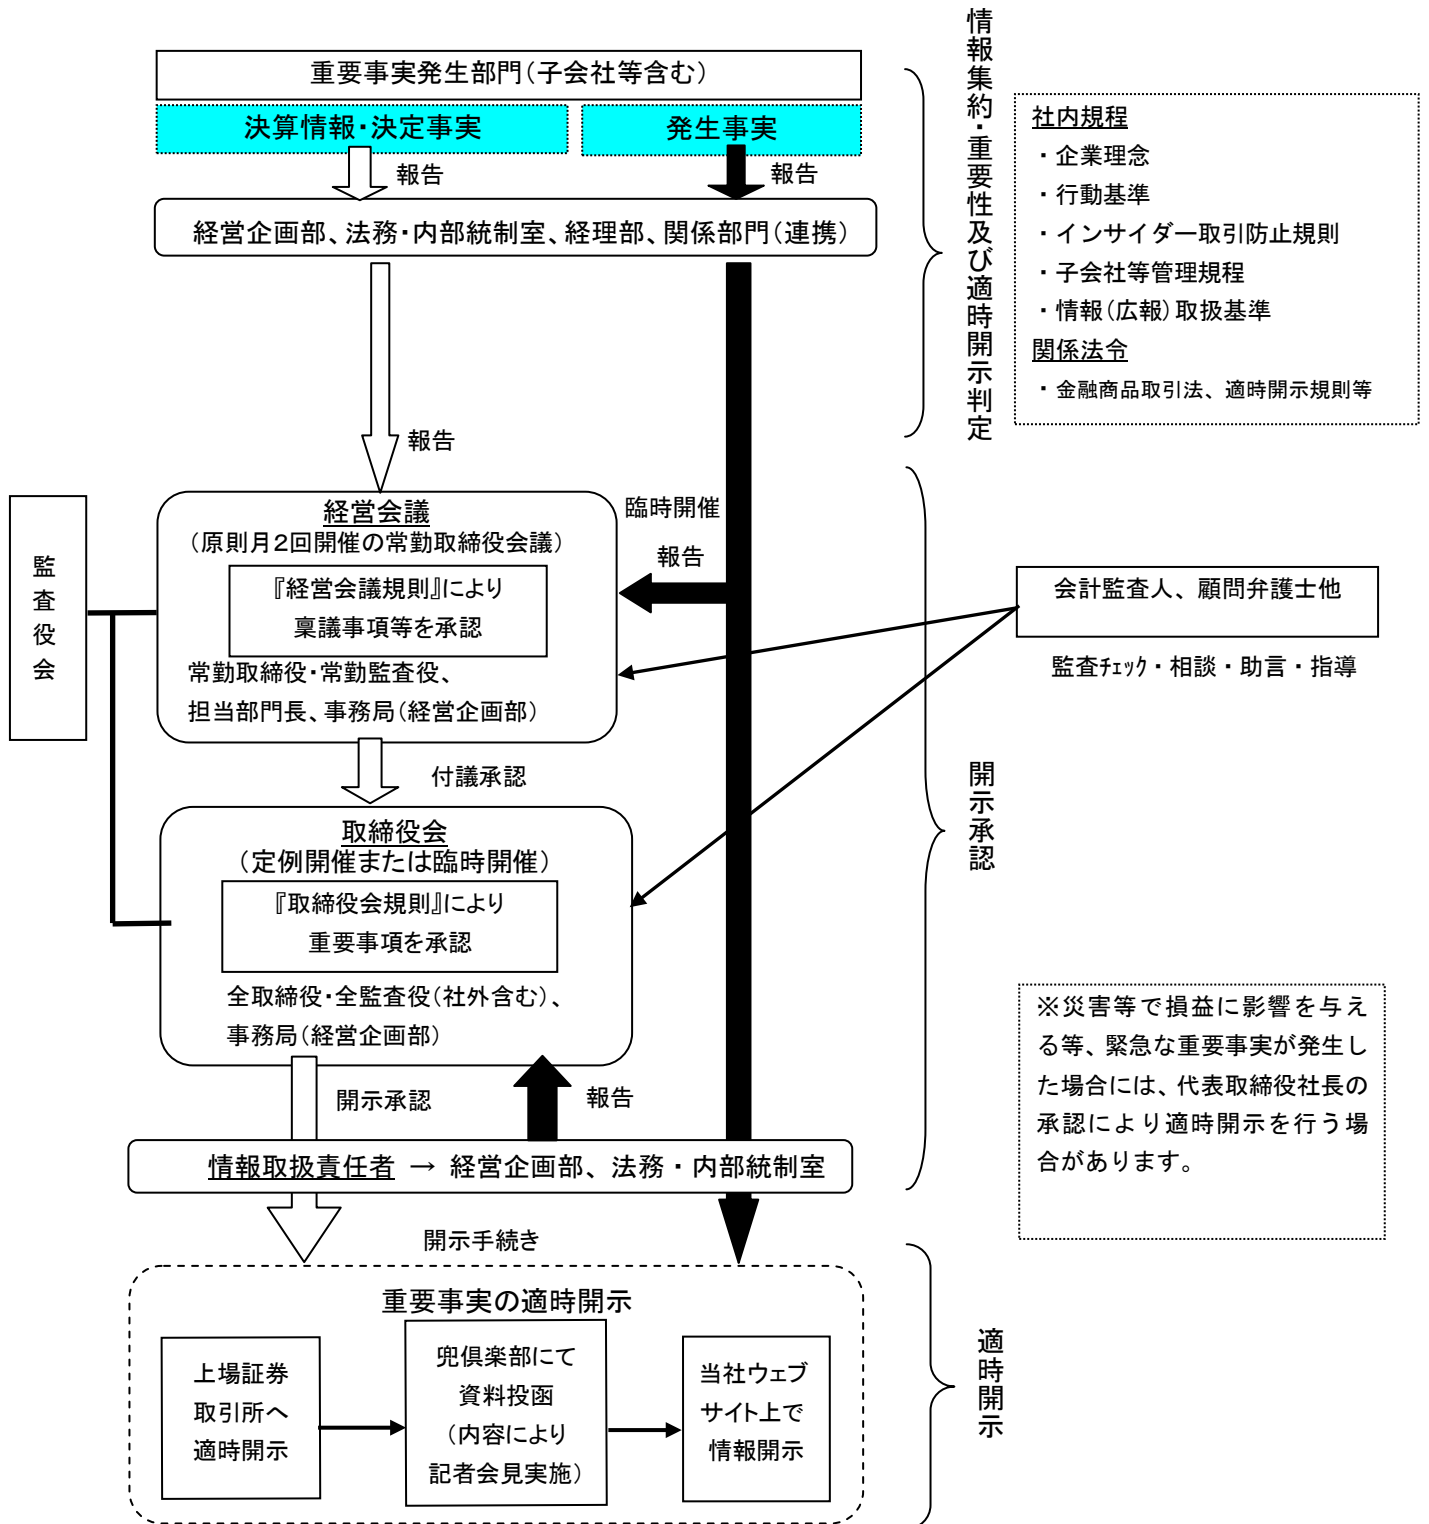 重要事実発生部門(子会社等含む)
決算情報・決定事実
発生事実
報告
報告
経営企画部、法務・内部統制室、経理部、関係部門(連携)
情報集約・重要性及び適時開示判定
社内規程
・企業理念
・行動基準
・インサイダー取引防止規則
・子会社等管理規程
・情報(広報)取扱基準
関係法令
・金融商品取引法、適時開示規則等
報告
監査役会
経営会議
(原則月2回開催の常勤取締役会議)
『経営会議規則』により
稟議事項等を承認
常勤取締役・常勤監査役、
担当部門長、事務局(経営企画部)
臨時開催
報告
会計監査人、顧問弁護士他
監査ﾁｪｯｸ・相談・助言・指導
付議承認
開示承認
取締役会
(定例開催または臨時開催)
『取締役会規則』により
重要事項を承認
全取締役・全監査役(社外含む)、
事務局(経営企画部)
※災害等で損益に影響を与え
る等、緊急な重要事実が発生し
た場合には、代表取締役社長の
承認により適時開示を行う場
合があります。
開示承認
報告
情報取扱責任者 → 経営企画部、法務・内部統制室
開示手続き
重要事実の適時開示
上場証券
取引所へ
適時開示
兜倶楽部にて
資料投函
(内容により
記者会見実施)
当社ウェブ
サイト上で
情報開示
適時開示